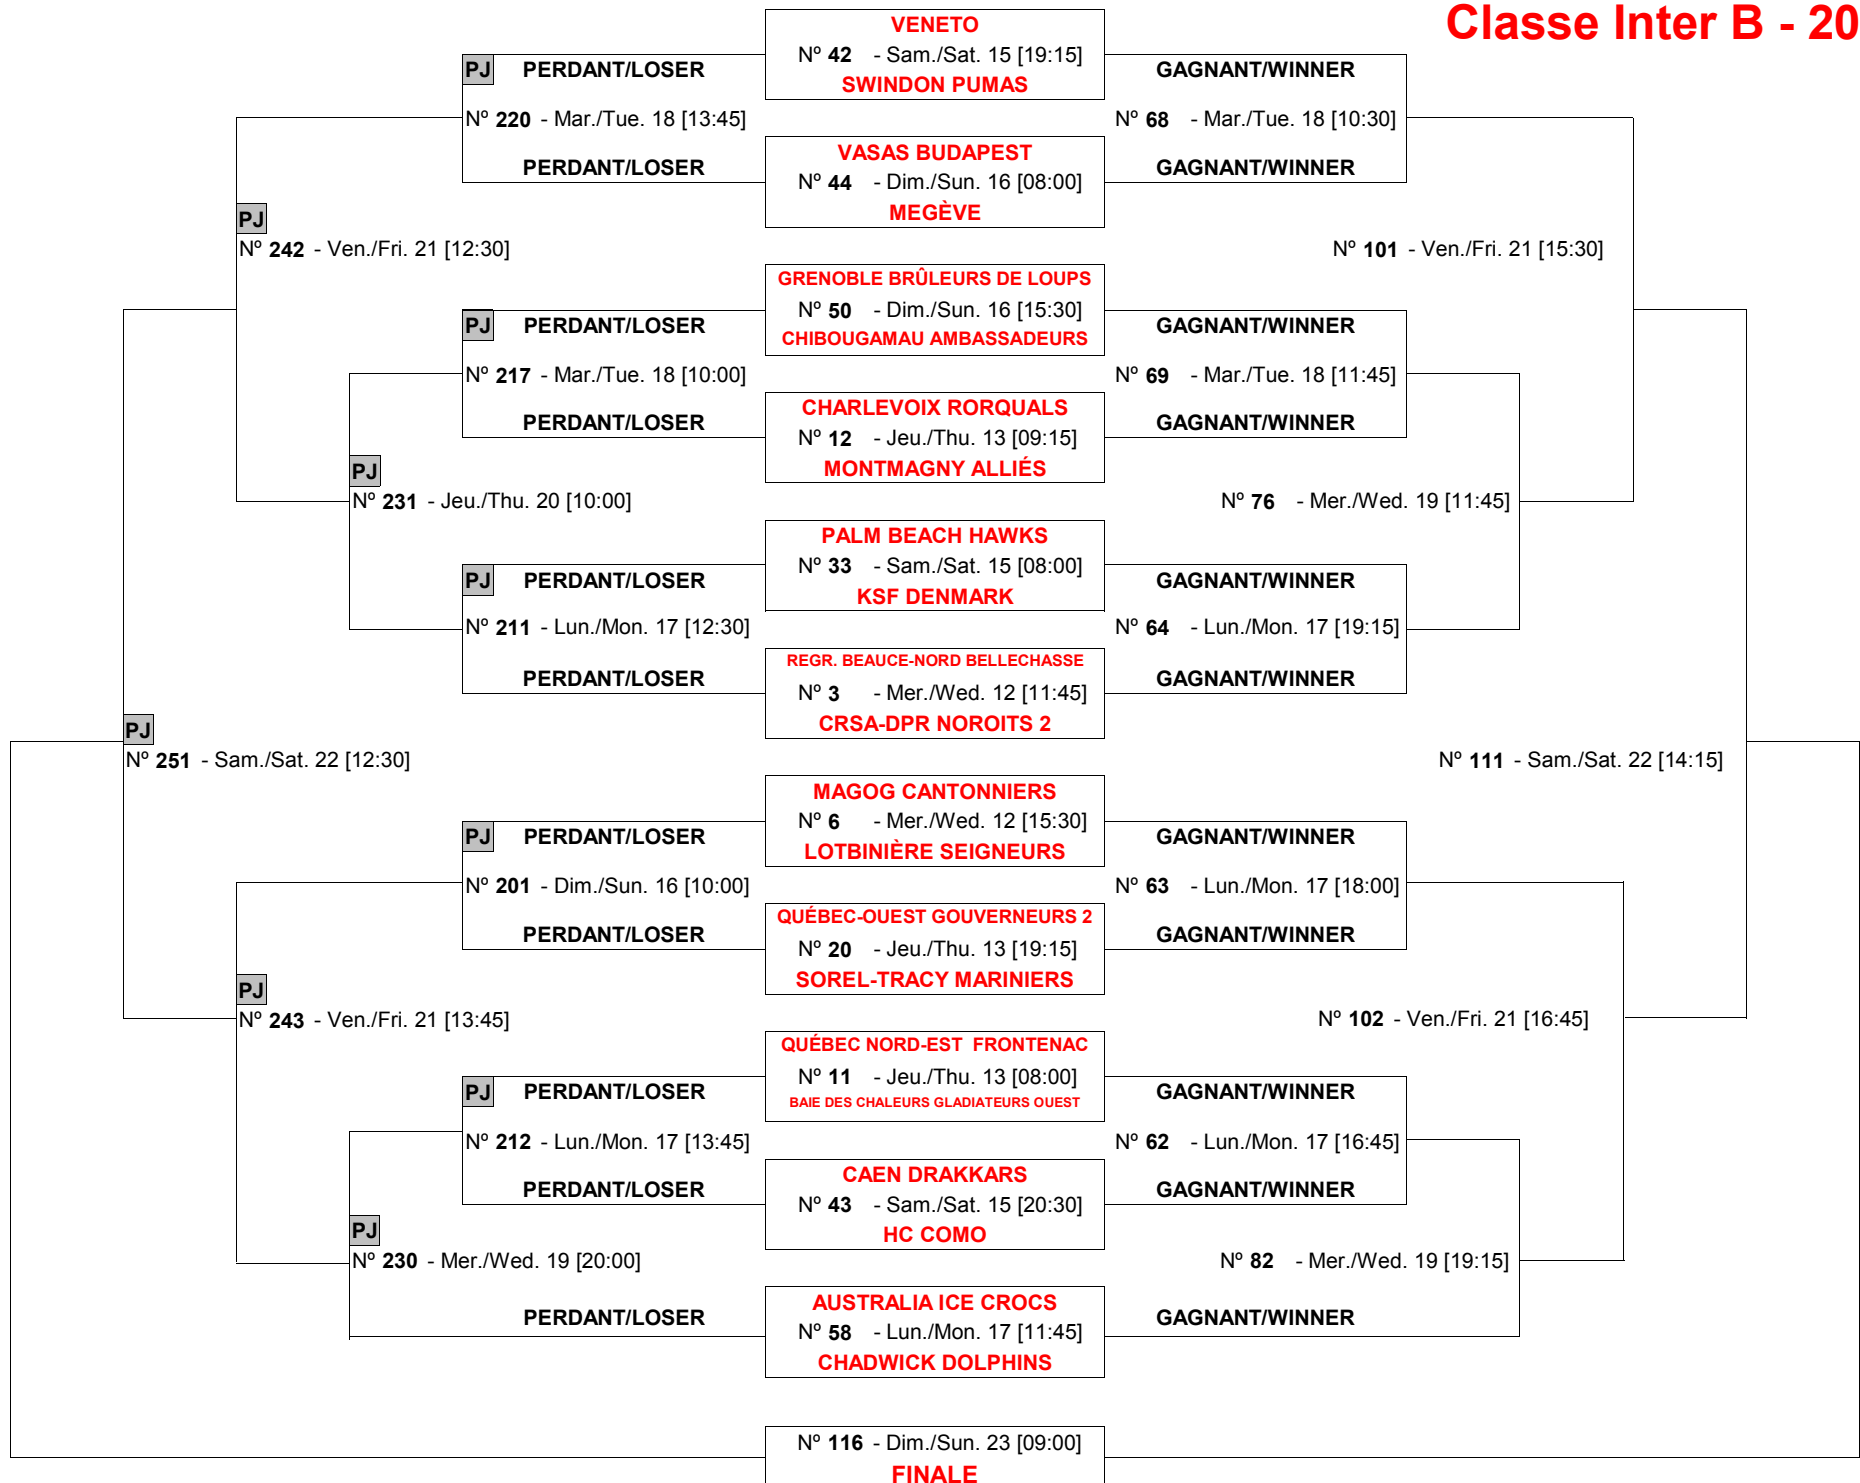 Classe Inter B - 20
VENETO
PJ PERDANT/LOSER Nº 42 - Sam./Sat. 15 [19:15] GAGNANT/WINNER
SWINDON PUMAS
Nº 220 - Mar./Tue. 18 [13:45] Nº 68 - Mar./Tue. 18 [10:30]
VASAS BUDAPEST
PERDANT/LOSER Nº 44 - Dim./Sun. 16 [08:00] GAGNANT/WINNER
MEGÈVE
PJ
Nº 242 - Ven./Fri. 21 [12:30] Nº 101 - Ven./Fri. 21 [15:30]
GRENOBLE BRÛLEURS DE LOUPS
Nº 50 - Dim./Sun. 16 [15:30]
PJ PERDANT/LOSER GAGNANT/WINNER
CHIBOUGAMAU AMBASSADEURS
Nº 217 - Mar./Tue. 18 [10:00] Nº 69 - Mar./Tue. 18 [11:45]
CHARLEVOIX RORQUALS
PERDANT/LOSER GAGNANT/WINNER
Nº 12 - Jeu./Thu. 13 [09:15]
MONTMAGNY ALLIÉS
PJ
Nº 231 - Jeu./Thu. 20 [10:00] Nº 76 - Mer./Wed. 19 [11:45]
PALM BEACH HAWKS
Nº 33 - Sam./Sat. 15 [08:00]
PJ PERDANT/LOSER GAGNANT/WINNER
KSF DENMARK
Nº 211 - Lun./Mon. 17 [12:30] Nº 64 - Lun./Mon. 17 [19:15]
REGR. BEAUCE-NORD BELLECHASSE
PERDANT/LOSER GAGNANT/WINNER
Nº 3 - Mer./Wed. 12 [11:45]
CRSA-DPR NOROITS 2
PJ
Nº 251 - Sam./Sat. 22 [12:30] Nº 111 - Sam./Sat. 22 [14:15]
MAGOG CANTONNIERS
Nº 6 - Mer./Wed. 12 [15:30]
PJ PERDANT/LOSER GAGNANT/WINNER
LOTBINIÈRE SEIGNEURS
Nº 201 - Dim./Sun. 16 [10:00] Nº 63 - Lun./Mon. 17 [18:00]
QUÉBEC-OUEST GOUVERNEURS 2
PERDANT/LOSER GAGNANT/WINNER
Nº 20 - Jeu./Thu. 13 [19:15]
SOREL-TRACY MARINIERS
PJ
Nº 243 - Ven./Fri. 21 [13:45] Nº 102 - Ven./Fri. 21 [16:45]
QUÉBEC NORD-EST FRONTENAC
Nº 11 - Jeu./Thu. 13 [08:00]
PJ PERDANT/LOSER GAGNANT/WINNER
BAIE DES CHALEURS GLADIATEURS OUEST
Nº 212 - Lun./Mon. 17 [13:45] Nº 62 - Lun./Mon. 17 [16:45]
CAEN DRAKKARS
PERDANT/LOSER GAGNANT/WINNER
Nº 43 - Sam./Sat. 15 [20:30]
HC COMO
PJ
Nº 230 - Mer./Wed. 19 [20:00] Nº 82 - Mer./Wed. 19 [19:15]
AUSTRALIA ICE CROCS
PERDANT/LOSER GAGNANT/WINNER
Nº 58 - Lun./Mon. 17 [11:45]
CHADWICK DOLPHINS
Nº 116 - Dim./Sun. 23 [09:00]
FINALE